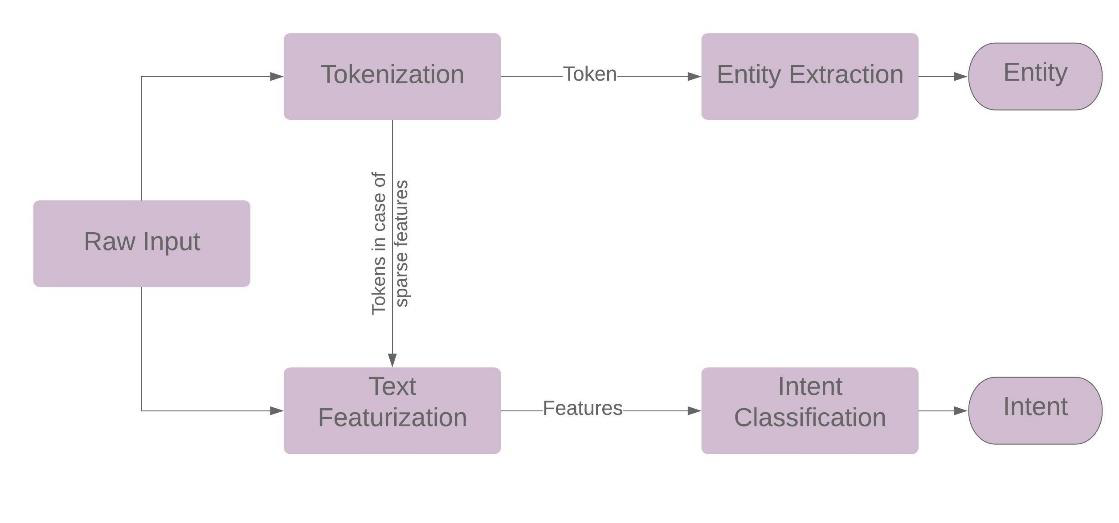 Tokenization
Token
Entity Extraction
Entity
Tokens in case of
sparse features
Raw Input
Text
Featurization
Features
Intent
Classification
Intent